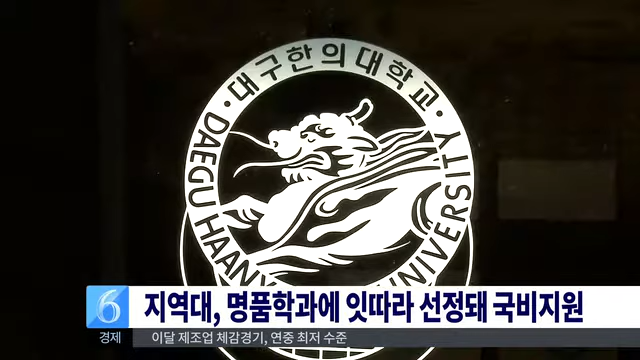 ·대구한의대학교·
DAEGU HAAN UNIVERSITY
6 지역대, 명품학과에 잇따라 선정돼 국비지원
경제 이달 제조업 체감경기, 연중 최저 수준